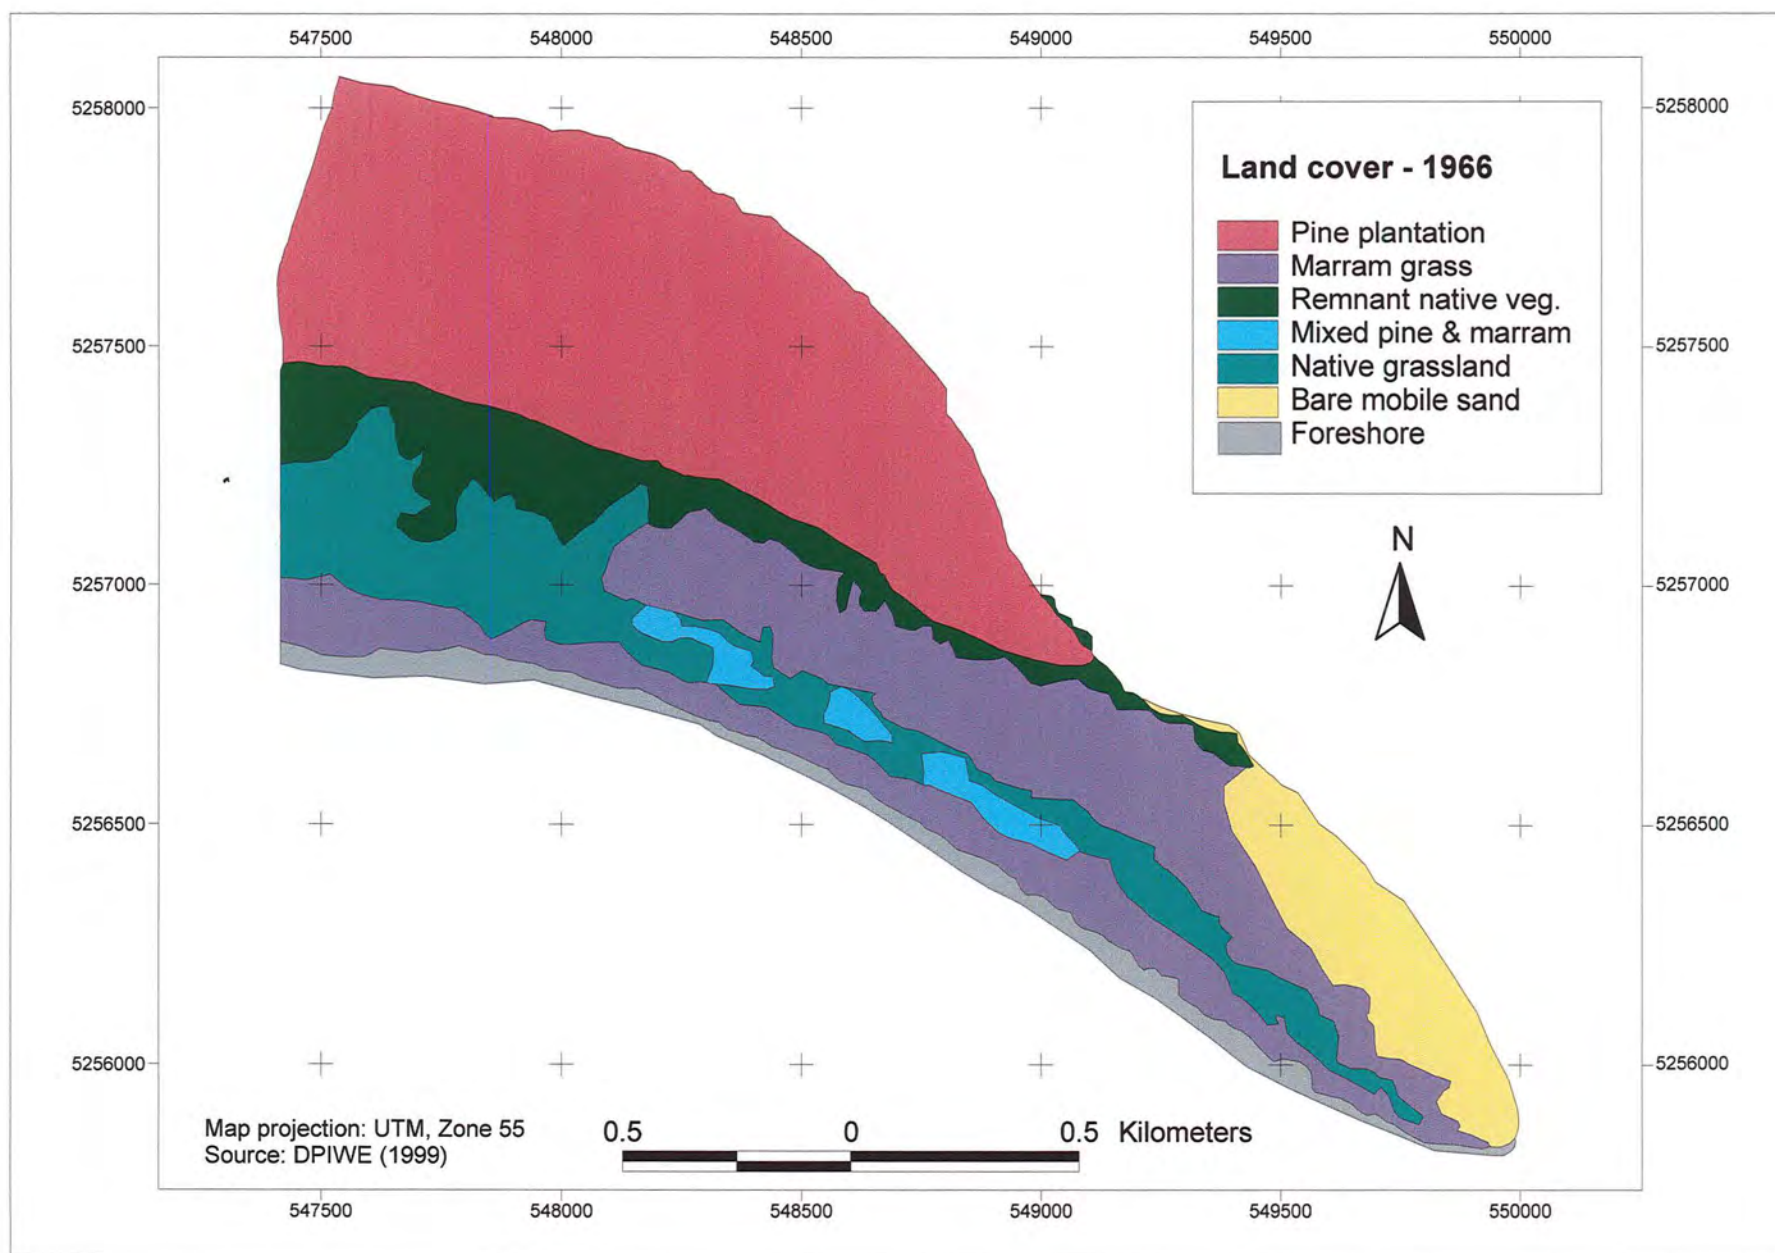 547500 548000 548500 549000 549500 550000
5258000 5258000
Land cover - 1966
Pine plantation
Marram grass
Remnant native veg.
Mixed pine & marram
Native grassland
Bare mobile sand
Foreshore
5257500 5257500
N
5257000 5257000
5256500 5256500
5256000 5256000
Map projection: UTM, Zone 55
Source: DPIWE (1999)
0.5 0 0.5 Kilometers
547500 548000 548500 549000 549500 550000